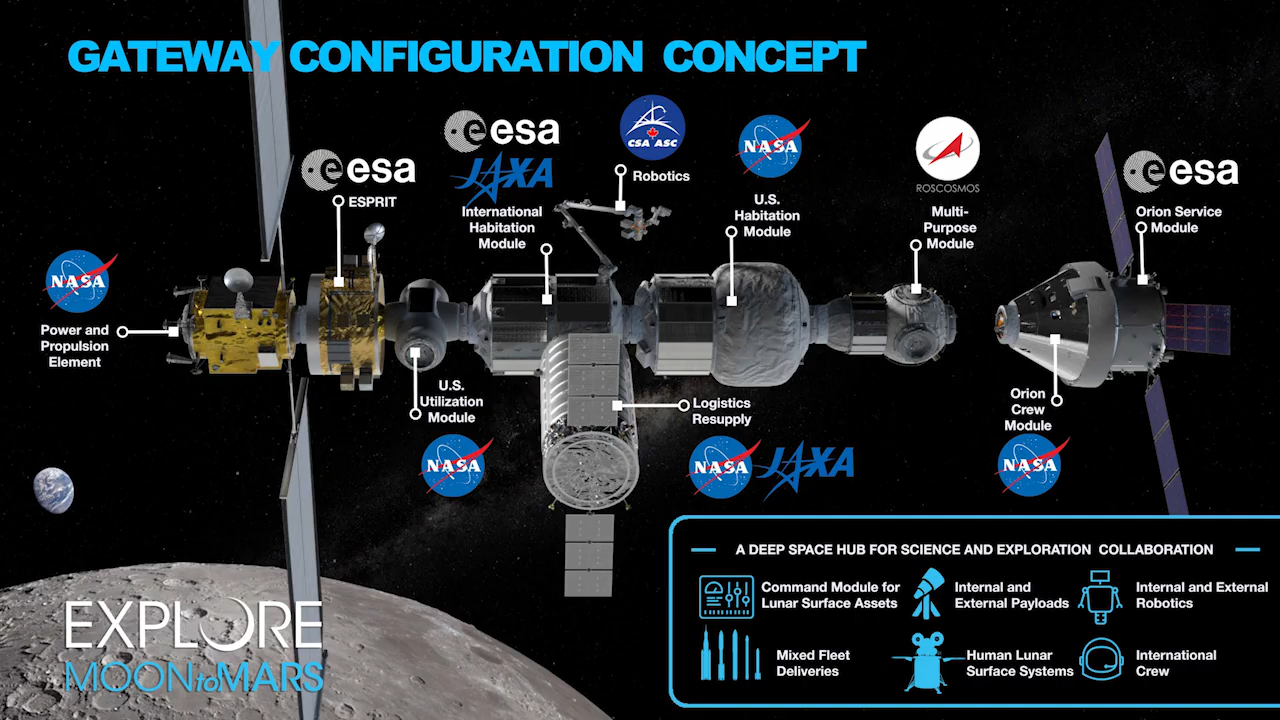 GATEWAY CONFIGURATION CONCEPT
esa
ESPRIT
esa
JAXA
International
Habitation
Module
CSA ASC
Robotics
NASA
U.S.
Habitation
Module
ROSCOSMOS
Multi-
Purpose
Module
esa
Orion Service
Module
NASA
Power and
Propulsion
Element
U.S.
Utilization
Module
NASA
Logistics
Resupply
NASA JAXA
Orion
Crew
Module
NASA
A DEEP SPACE HUB FOR SCIENCE AND EXPLORATION COLLABORATION
Command Module for
Lunar Surface Assets
Internal and
External Payloads
Internal and External
Robotics
Mixed Fleet
Deliveries
Human Lunar
Surface Systems
International
Crew
EXPLORE
MOON to MARS